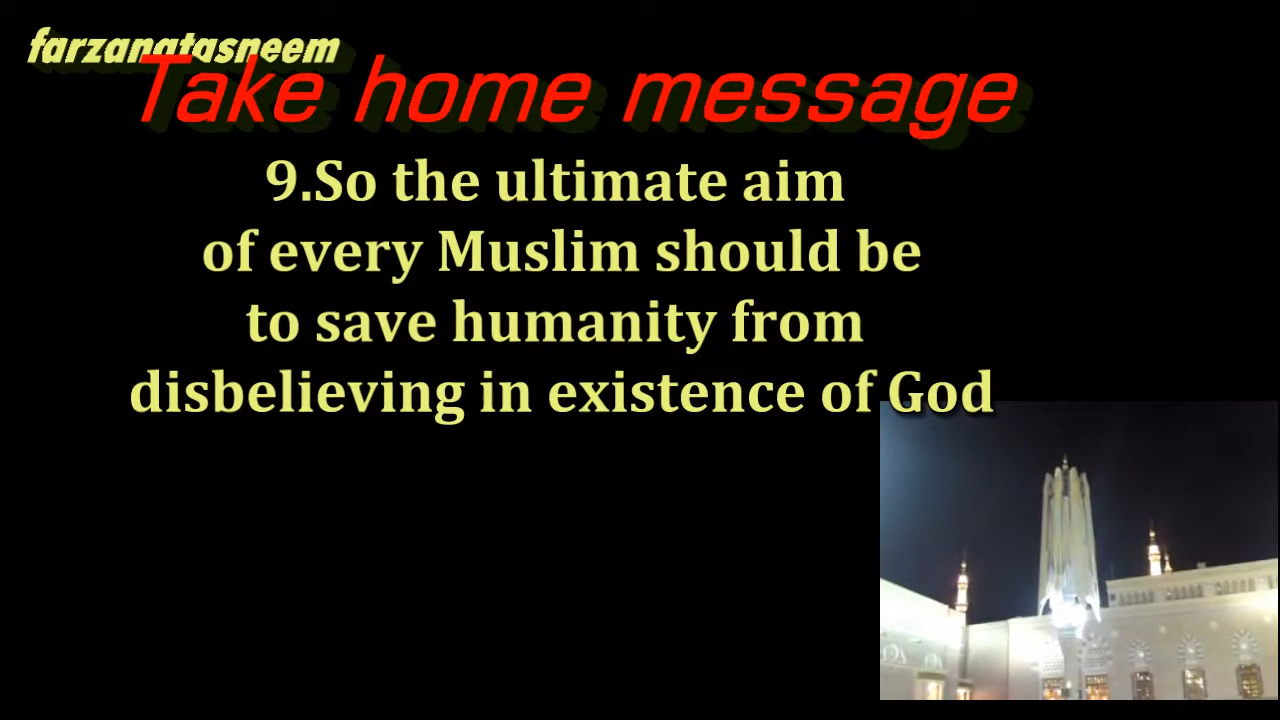 farzanatasneem
Take home message
9.So the ultimate aim
of every Muslim should be
to save humanity from
disbelieving in existence of God